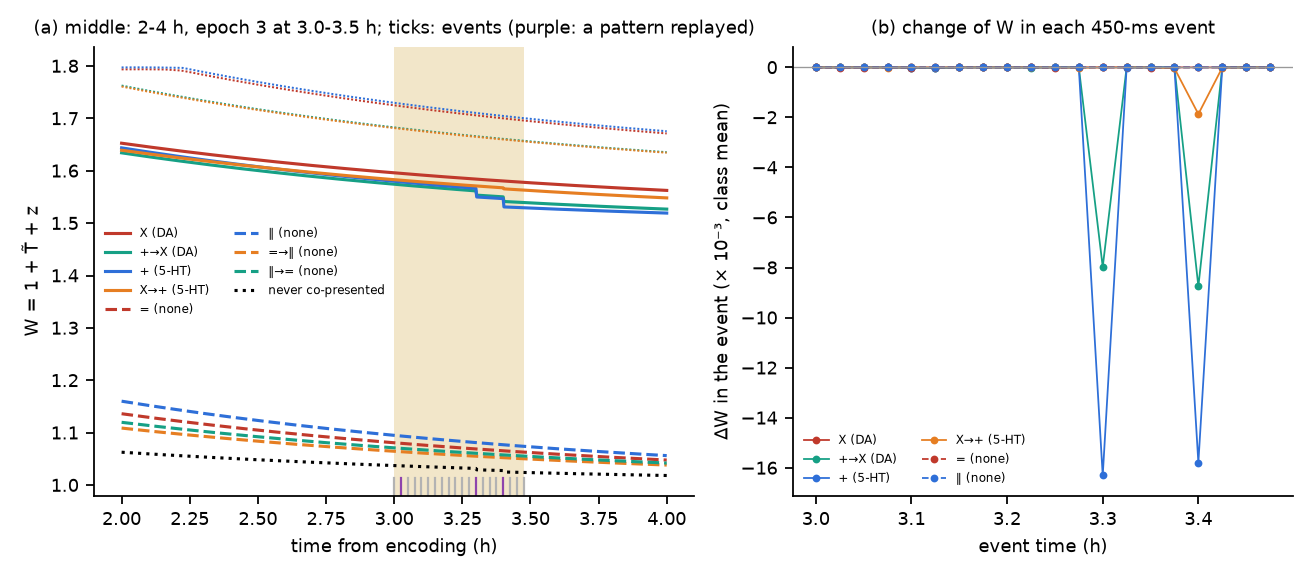 (a) middle: 2-4 h, epoch 3 at 3.0-3.5 h; ticks: events (purple: a pattern replayed)
W = 1 + T̃ + z
1.8
1.7
1.6
1.5
1.4
1.3
1.2
1.1
1.0
X (DA)
+→X (DA)
+ (5-HT)
X→+ (5-HT)
= (none)
‖ (none)
=→‖ (none)
‖→= (none)
never co-presented
2.00 2.25 2.50 2.75 3.00 3.25 3.50 3.75 4.00
time from encoding (h)
(b) change of W in each 450-ms event
ΔW in the event (× 10⁻³, class mean)
0
−2
−4
−6
−8
−10
−12
−14
−16
X (DA)
+→X (DA)
+ (5-HT)
X→+ (5-HT)
= (none)
‖ (none)
3.0 3.1 3.2 3.3 3.4
event time (h)